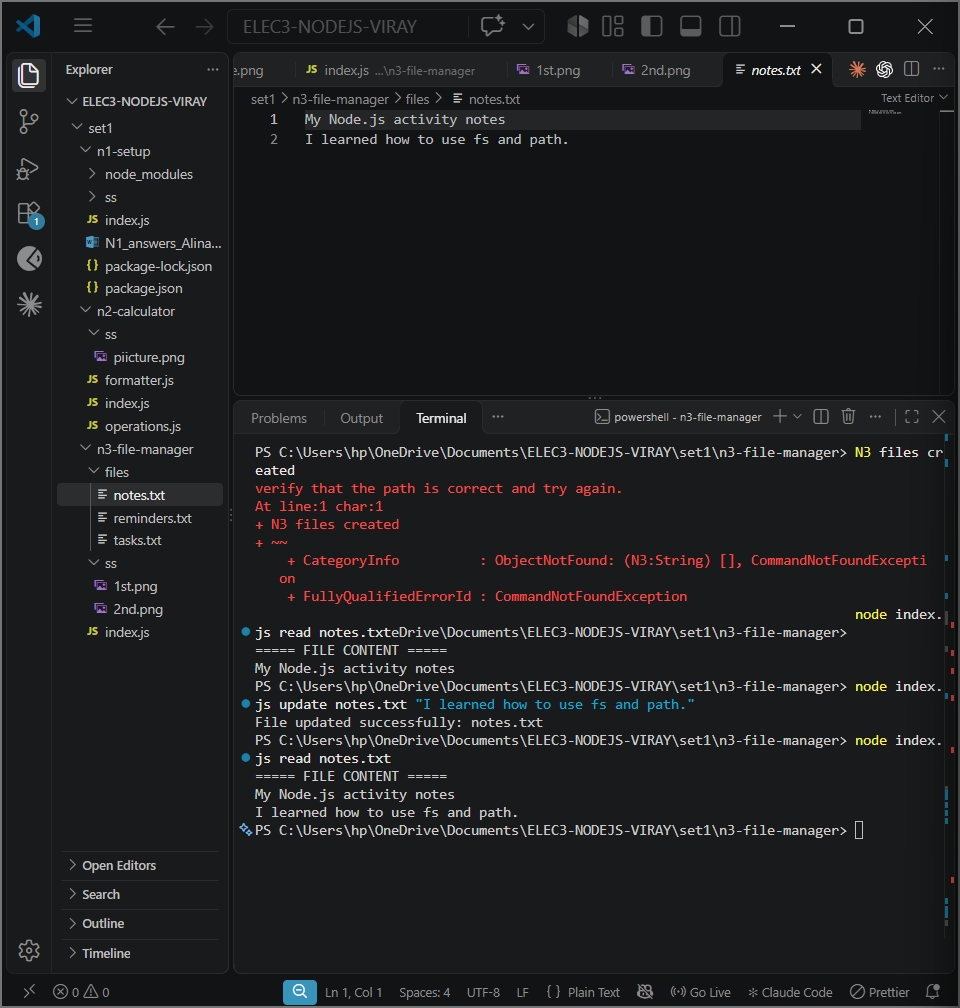 ELEC3-NODEJS-VIRAY
Explorer
ELEC3-NODEJS-VIRAY
set1
n1-setup
node_modules
ss
JS index.js
N1_answers_Alina...
{} package-lock.json
{} package.json
n2-calculator
ss
piicture.png
JS formatter.js
JS index.js
JS operations.js
n3-file-manager
files
notes.txt
reminders.txt
tasks.txt
ss
1st.png
2nd.png
JS index.js
Open Editors
Search
Outline
Timeline
1
e.png
JS index.js ...\n3-file-manager
1st.png
2nd.png
notes.txt
set1 > n3-file-manager > files > notes.txt
Text Editor
1 My Node.js activity notes
2 I learned how to use fs and path.
Problems Output Terminal ...
powershell - n3-file-manager
PS C:\Users\hp\OneDrive\Documents\ELEC3-NODEJS-VIRAY\set1\n3-file-manager> N3 files cr
eated
verify that the path is correct and try again.
At line:1 char:1
+ N3 files created
+ ~~
+ CategoryInfo : ObjectNotFound: (N3:String) [], CommandNotFoundExcepti
on
+ FullyQualifiedErrorId : CommandNotFoundException
node index.
js read notes.txteDrive\Documents\ELEC3-NODEJS-VIRAY\set1\n3-file-manager>
===== FILE CONTENT =====
My Node.js activity notes
PS C:\Users\hp\OneDrive\Documents\ELEC3-NODEJS-VIRAY\set1\n3-file-manager> node index.
js update notes.txt "I learned how to use fs and path."
File updated successfully: notes.txt
PS C:\Users\hp\OneDrive\Documents\ELEC3-NODEJS-VIRAY\set1\n3-file-manager> node index.
js read notes.txt
===== FILE CONTENT =====
My Node.js activity notes
I learned how to use fs and path.
PS C:\Users\hp\OneDrive\Documents\ELEC3-NODEJS-VIRAY\set1\n3-file-manager>
0 0 Ln 1, Col 1 Spaces: 4 UTF-8 LF {} Plain Text Go Live Claude Code Prettier